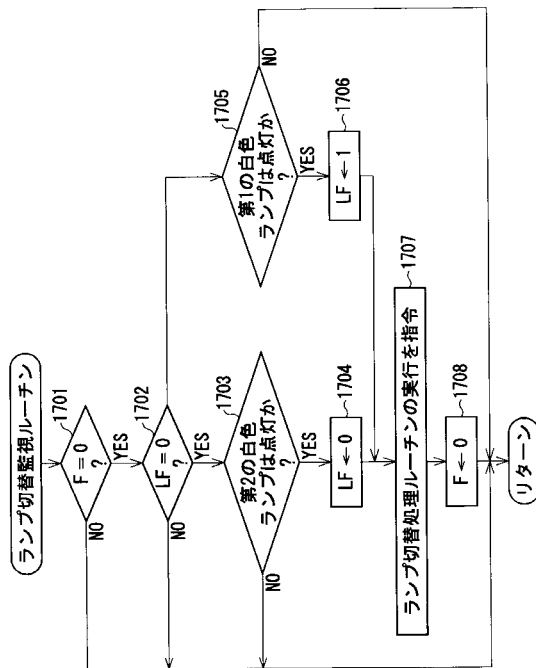 ランプ切替監視ルーチン
1701
F = 0
?
NO
YES
1702
LF = 0
?
NO
YES
1703
第2の白色
ランプは点灯か
?
NO
YES
1704
LF ← 0
1705
第1の白色
ランプは点灯か
?
NO
YES
1706
LF ← 1
1707
ランプ切替処理ルーチンの実行を指令
1708
F ← 0
リターン